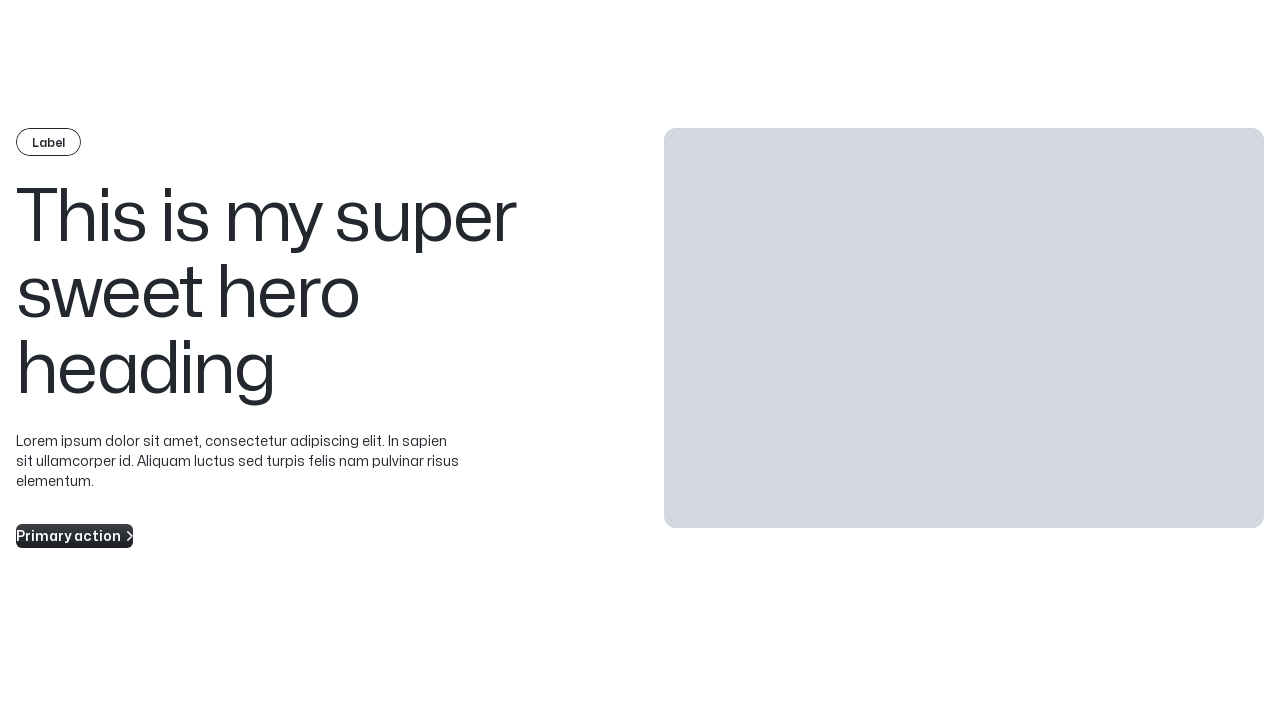 Label
This is my super
sweet hero
heading
Lorem ipsum dolor sit amet, consectetur adipiscing elit. In sapien
sit ullamcorper id. Aliquam luctus sed turpis felis nam pulvinar risus
elementum.
Primary action